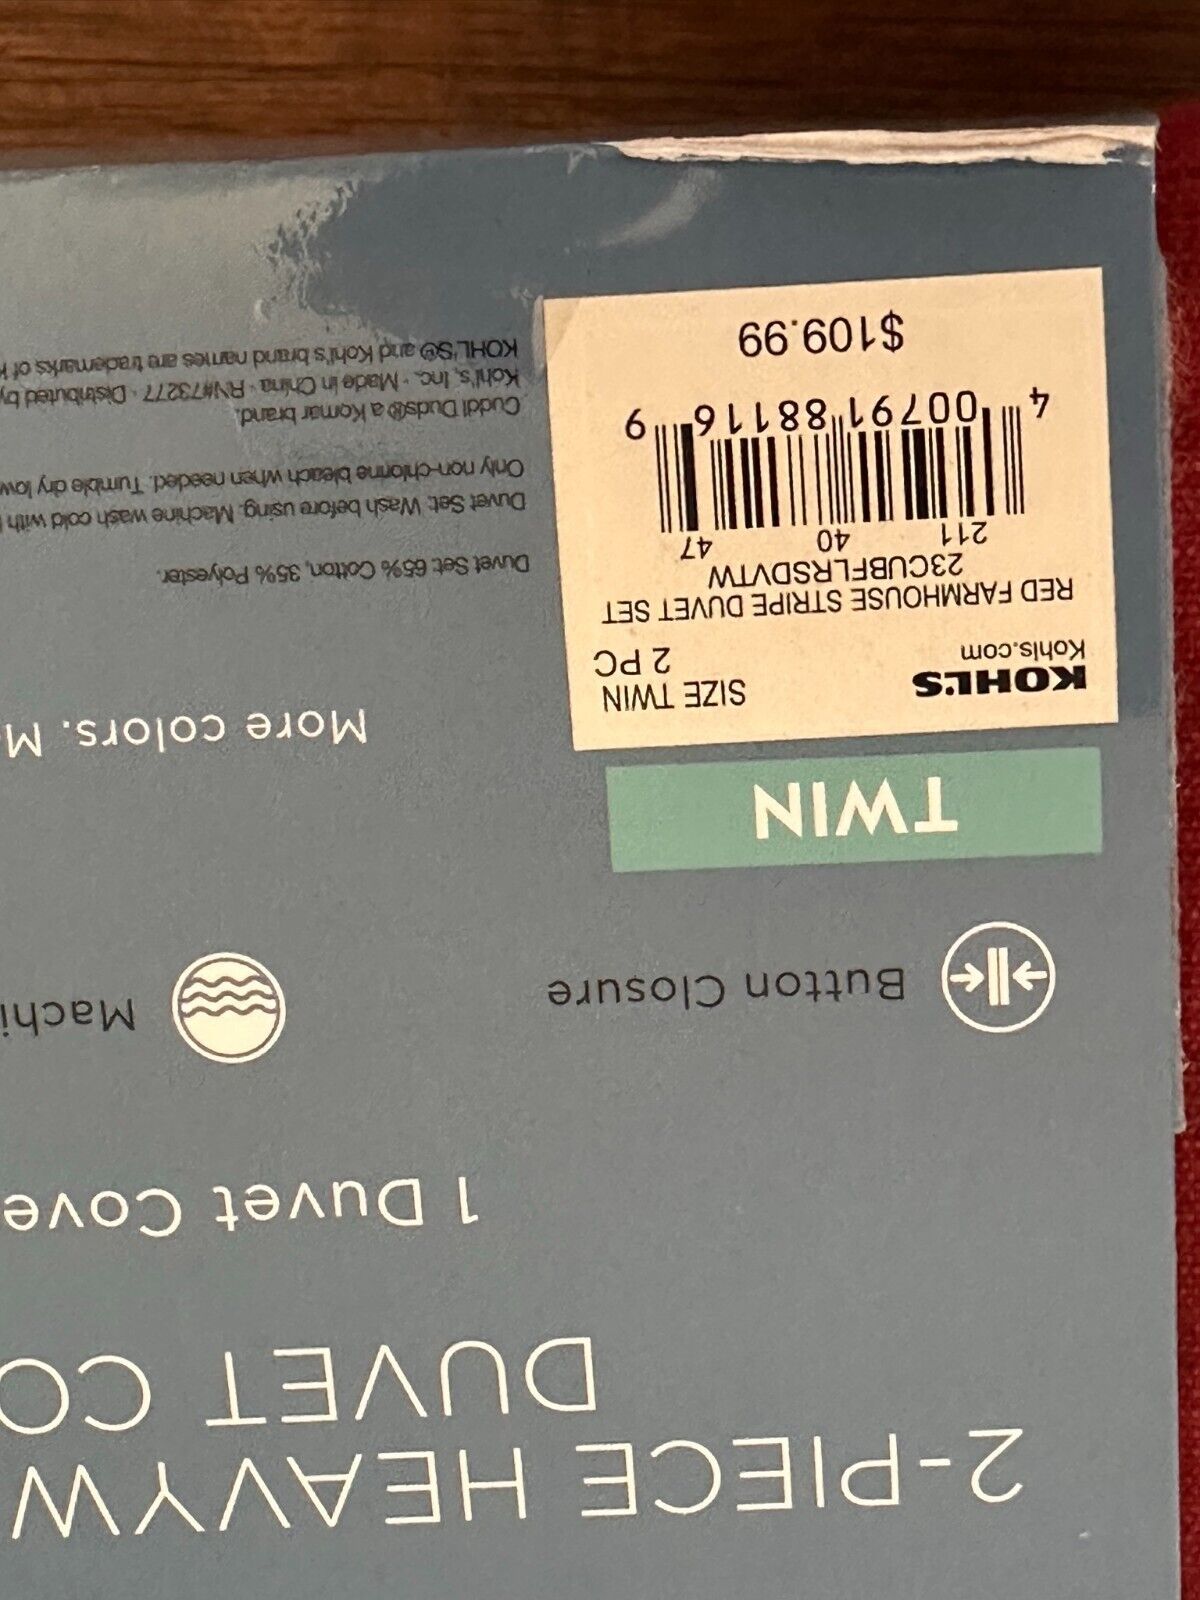 2-PIECE HEAVYW
DUVET CO
1 Duvet Cove
Button Closure
Machi
TWIN
More colors. M
KOHL'S
Kohls.com
SIZE TWIN
2 PC
RED FARMHOUSE STRIPE DUVET SET
23CUBFLRSDVTW
211 40 47
4 00791 88116 9
$109.99
Duvet Set: 65% Cotton, 35% Polyester.
Duvet Set: Wash before using. Machine wash cold with
Only non-chlorine bleach when needed. Tumble dry low
Cuddl Duds® a Komar brand.
Kohl's, Inc. · Made in China · RN#73277 · Distributed by
KOHL'S® and Kohl's brand names are trademarks of K